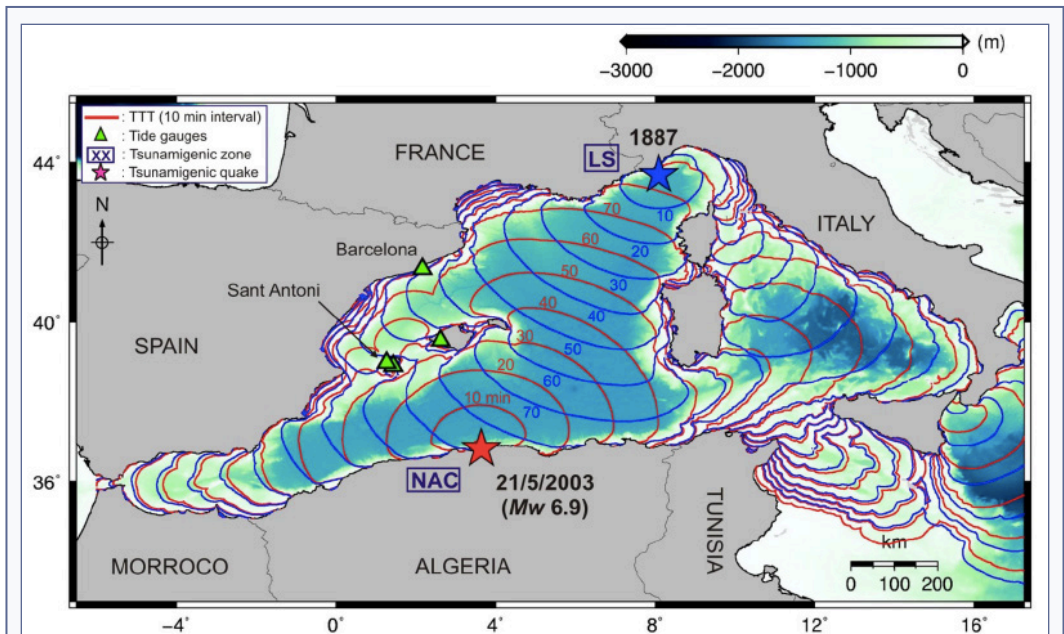 −3000 −2000 −1000 0 (m)
: TTT (10 min interval)
: Tide gauges
XX : Tsunamigenic zone
: Tsunamigenic quake
44°
40°
36°
N
FRANCE
LS
1887
ITALY
Barcelona
Sant Antoni
SPAIN
70
60
50
40
30
20
10 min
10
20
30
40
50
60
70
NAC
21/5/2003
(Mw 6.9)
MORROCO
ALGERIA
TUNISIA
km
0 100 200
−4° 0° 4° 8° 12° 16°